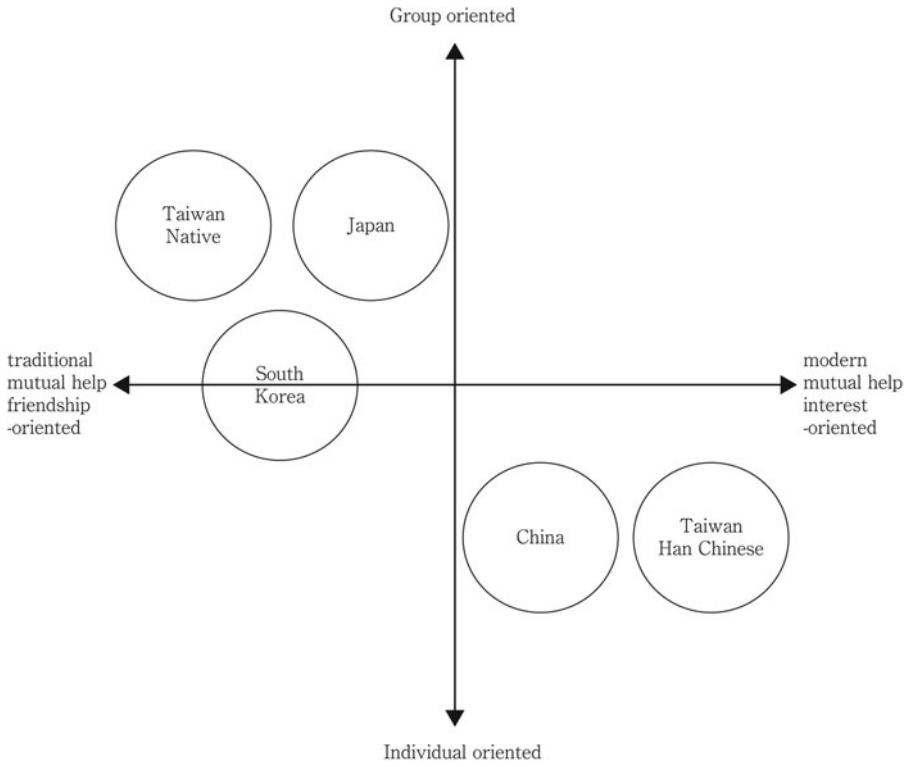 Group oriented
Taiwan
Native
Japan
traditional
mutual help
friendship
-oriented
South
Korea
modern
mutual help
interest
-oriented
China
Taiwan
Han Chinese
Individual oriented